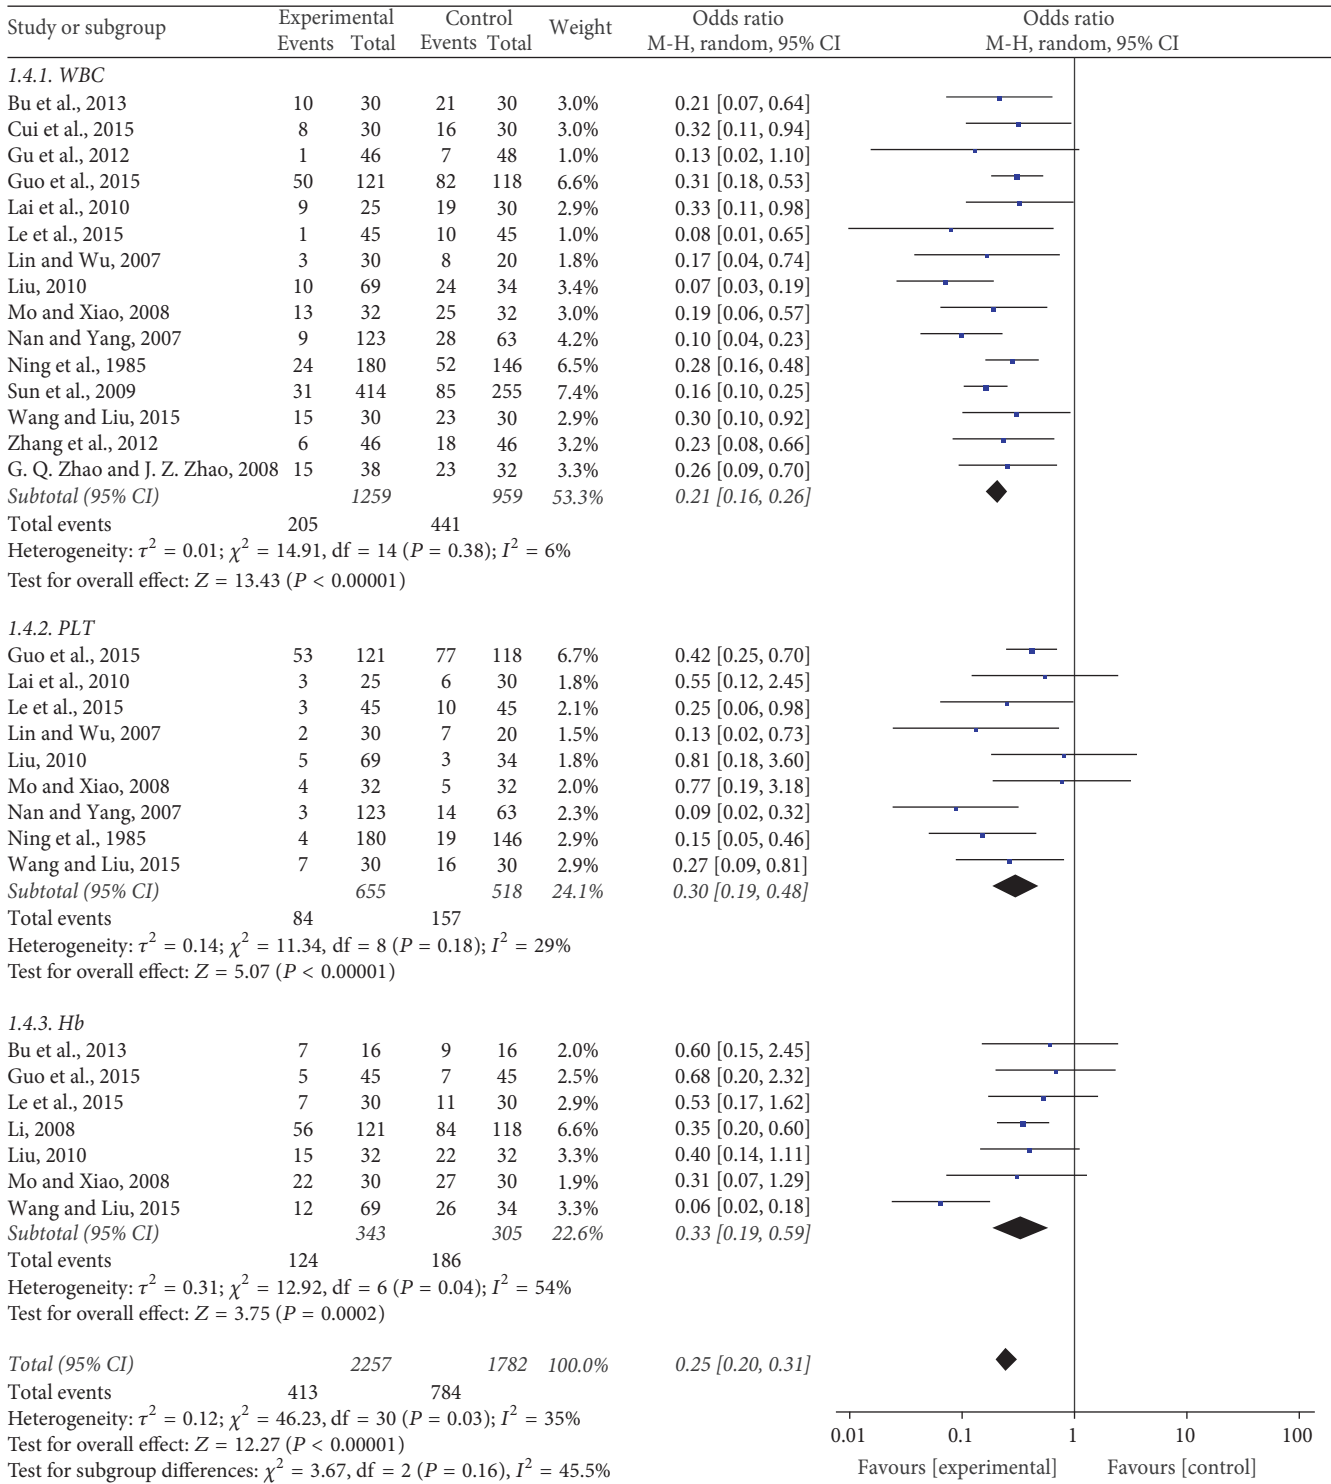 Study or subgroup Experimental Control Weight Odds ratio Odds ratio
Events Total Events Total M-H, random, 95% CI M-H, random, 95% CI
1.4.1. WBC
Bu et al., 2013 10 30 21 30 3.0% 0.21 [0.07, 0.64]
Cui et al., 2015 8 30 16 30 3.0% 0.32 [0.11, 0.94]
Gu et al., 2012 1 46 7 48 1.0% 0.13 [0.02, 1.10]
Guo et al., 2015 50 121 82 118 6.6% 0.31 [0.18, 0.53]
Lai et al., 2010 9 25 19 30 2.9% 0.33 [0.11, 0.98]
Le et al., 2015 1 45 10 45 1.0% 0.08 [0.01, 0.65]
Lin and Wu, 2007 3 30 8 20 1.8% 0.17 [0.04, 0.74]
Liu, 2010 10 69 24 34 3.4% 0.07 [0.03, 0.19]
Mo and Xiao, 2008 13 32 25 32 3.0% 0.19 [0.06, 0.57]
Nan and Yang, 2007 9 123 28 63 4.2% 0.10 [0.04, 0.23]
Ning et al., 1985 24 180 52 146 6.5% 0.28 [0.16, 0.48]
Sun et al., 2009 31 414 85 255 7.4% 0.16 [0.10, 0.25]
Wang and Liu, 2015 15 30 23 30 2.9% 0.30 [0.10, 0.92]
Zhang et al., 2012 6 46 18 46 3.2% 0.23 [0.08, 0.66]
G. Q. Zhao and J. Z. Zhao, 2008 15 38 23 32 3.3% 0.26 [0.09, 0.70]
Subtotal (95% CI) 1259 959 53.3% 0.21 [0.16, 0.26]
Total events 205 441
Heterogeneity: τ² = 0.01; χ² = 14.91, df = 14 (P = 0.38); I² = 6%
Test for overall effect: Z = 13.43 (P < 0.00001)
1.4.2. PLT
Guo et al., 2015 53 121 77 118 6.7% 0.42 [0.25, 0.70]
Lai et al., 2010 3 25 6 30 1.8% 0.55 [0.12, 2.45]
Le et al., 2015 3 45 10 45 2.1% 0.25 [0.06, 0.98]
Lin and Wu, 2007 2 30 7 20 1.5% 0.13 [0.02, 0.73]
Liu, 2010 5 69 3 34 1.8% 0.81 [0.18, 3.60]
Mo and Xiao, 2008 4 32 5 32 2.0% 0.77 [0.19, 3.18]
Nan and Yang, 2007 3 123 14 63 2.3% 0.09 [0.02, 0.32]
Ning et al., 1985 4 180 19 146 2.9% 0.15 [0.05, 0.46]
Wang and Liu, 2015 7 30 16 30 2.9% 0.27 [0.09, 0.81]
Subtotal (95% CI) 655 518 24.1% 0.30 [0.19, 0.48]
Total events 84 157
Heterogeneity: τ² = 0.14; χ² = 11.34, df = 8 (P = 0.18); I² = 29%
Test for overall effect: Z = 5.07 (P < 0.00001)
1.4.3. Hb
Bu et al., 2013 7 16 9 16 2.0% 0.60 [0.15, 2.45]
Guo et al., 2015 5 45 7 45 2.5% 0.68 [0.20, 2.32]
Le et al., 2015 7 30 11 30 2.9% 0.53 [0.17, 1.62]
Li, 2008 56 121 84 118 6.6% 0.35 [0.20, 0.60]
Liu, 2010 15 32 22 32 3.3% 0.40 [0.14, 1.11]
Mo and Xiao, 2008 22 30 27 30 1.9% 0.31 [0.07, 1.29]
Wang and Liu, 2015 12 69 26 34 3.3% 0.06 [0.02, 0.18]
Subtotal (95% CI) 343 305 22.6% 0.33 [0.19, 0.59]
Total events 124 186
Heterogeneity: τ² = 0.31; χ² = 12.92, df = 6 (P = 0.04); I² = 54%
Test for overall effect: Z = 3.75 (P = 0.0002)
Total (95% CI) 2257 1782 100.0% 0.25 [0.20, 0.31]
Total events 413 784
Heterogeneity: τ² = 0.12; χ² = 46.23, df = 30 (P = 0.03); I² = 35%
Test for overall effect: Z = 12.27 (P < 0.00001)
Test for subgroup differences: χ² = 3.67, df = 2 (P = 0.16), I² = 45.5%
0.01 0.1 1 10 100
Favours [experimental] Favours [control]